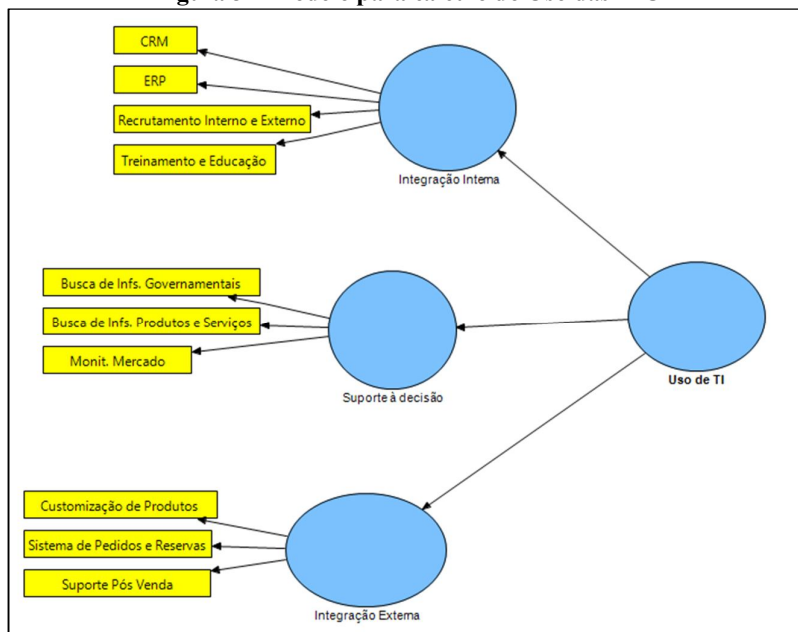 CRM
ERP
Recrutamento Interno e Externo
Treinamento e Educação
Integração Interna
Busca de Infs. Governamentais
Busca de Infs. Produtos e Serviços
Monit. Mercado
Suporte à decisão
Uso de TI
Customização de Produtos
Sistema de Pedidos e Reservas
Suporte Pós Venda
Integração Externa